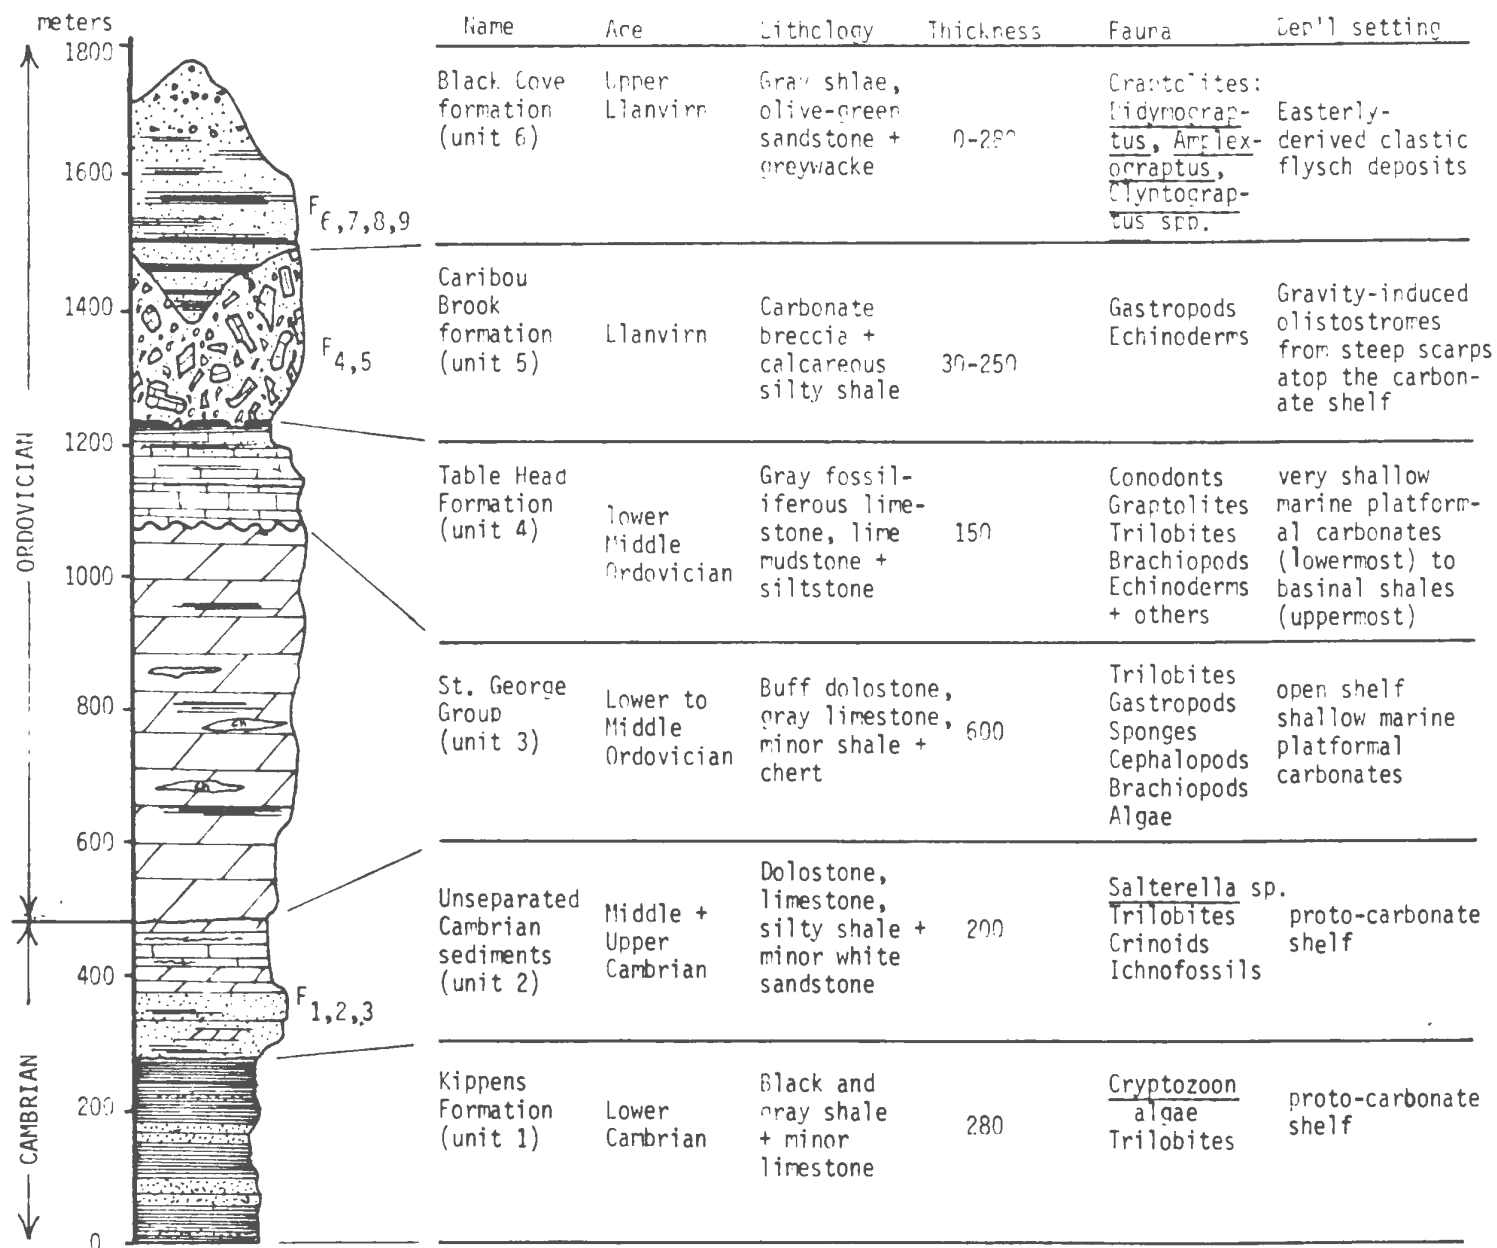 meters
1800
1600
1400
1200
1000
800
600
400
200
0
ORDOVICIAN
CAMBRIAN
F6,7,8,9
F4,5
F1,2,3
Name Age Lithology Thickness Fauna Dep'l setting
Black Cove
formation
(unit 6)
Upper
Llanvirn
Gray shlae,
olive-green
sandstone +
greywacke
0-280
Graptolites:
Didymograp-
tus, Amplex-
ograptus,
Glyptograp-
tus spp.
Easterly-
derived clastic
flysch deposits
Caribou
Brook
formation
(unit 5)
Llanvirn
Carbonate
breccia +
calcareous
silty shale
30-250
Gastropods
Echinoderms
Gravity-induced
olistostromes
from steep scarps
atop the carbon-
ate shelf
Table Head
Formation
(unit 4)
lower
Middle
Ordovician
Gray fossil-
iferous lime-
stone, lime
mudstone +
siltstone
150
Conodonts
Graptolites
Trilobites
Brachiopods
Echinoderms
+ others
very shallow
marine platform-
al carbonates
(lowermost) to
basinal shales
(uppermost)
St. George
Group
(unit 3)
Lower to
Middle
Ordovician
Buff dolostone,
gray limestone,
minor shale +
chert
600
Trilobites
Gastropods
Sponges
Cephalopods
Brachiopods
Algae
open shelf
shallow marine
platformal
carbonates
Unseparated
Cambrian
sediments
(unit 2)
Middle +
Upper
Cambrian
Dolostone,
limestone,
silty shale +
minor white
sandstone
200
Salterella sp.
Trilobites
Crinoids
Ichnofossils
proto-carbonate
shelf
Kippens
Formation
(unit 1)
Lower
Cambrian
Black and
gray shale
+ minor
limestone
280
Cryptozoon
algae
Trilobites
proto-carbonate
shelf